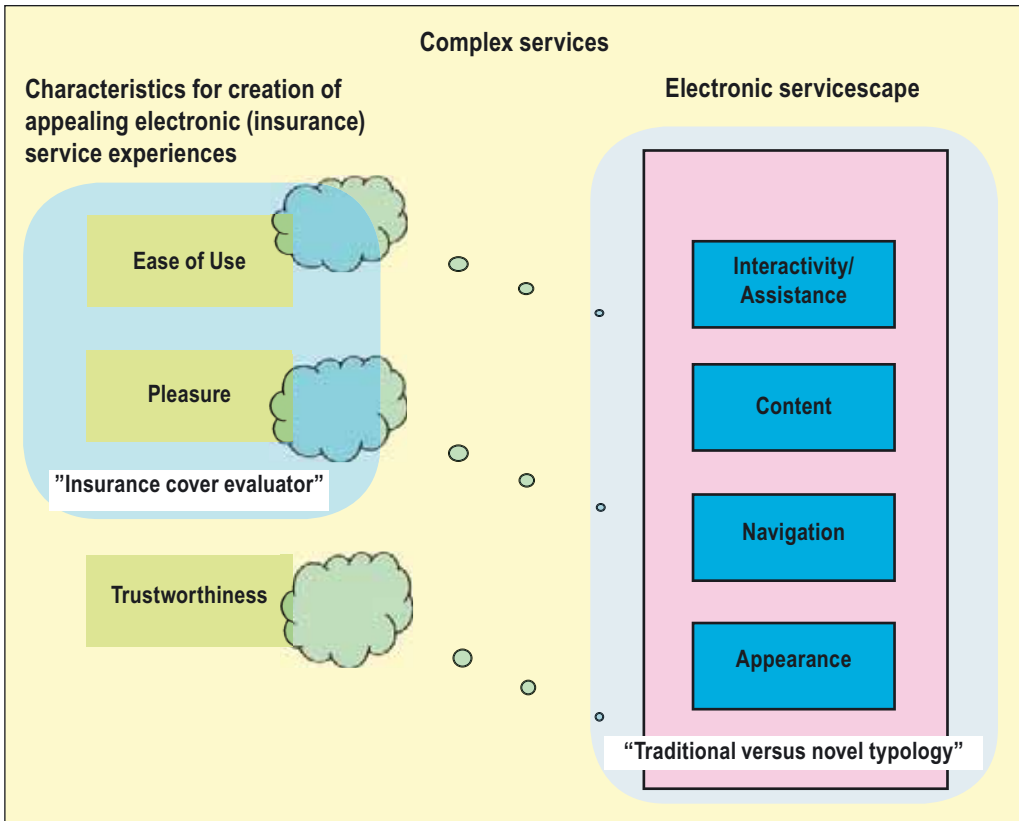 Complex services
Characteristics for creation of
appealing electronic (insurance)
service experiences
Ease of Use
Pleasure
”Insurance cover evaluator”
Trustworthiness
Electronic servicescape
Interactivity/
Assistance
Content
Navigation
Appearance
“Traditional versus novel typology”